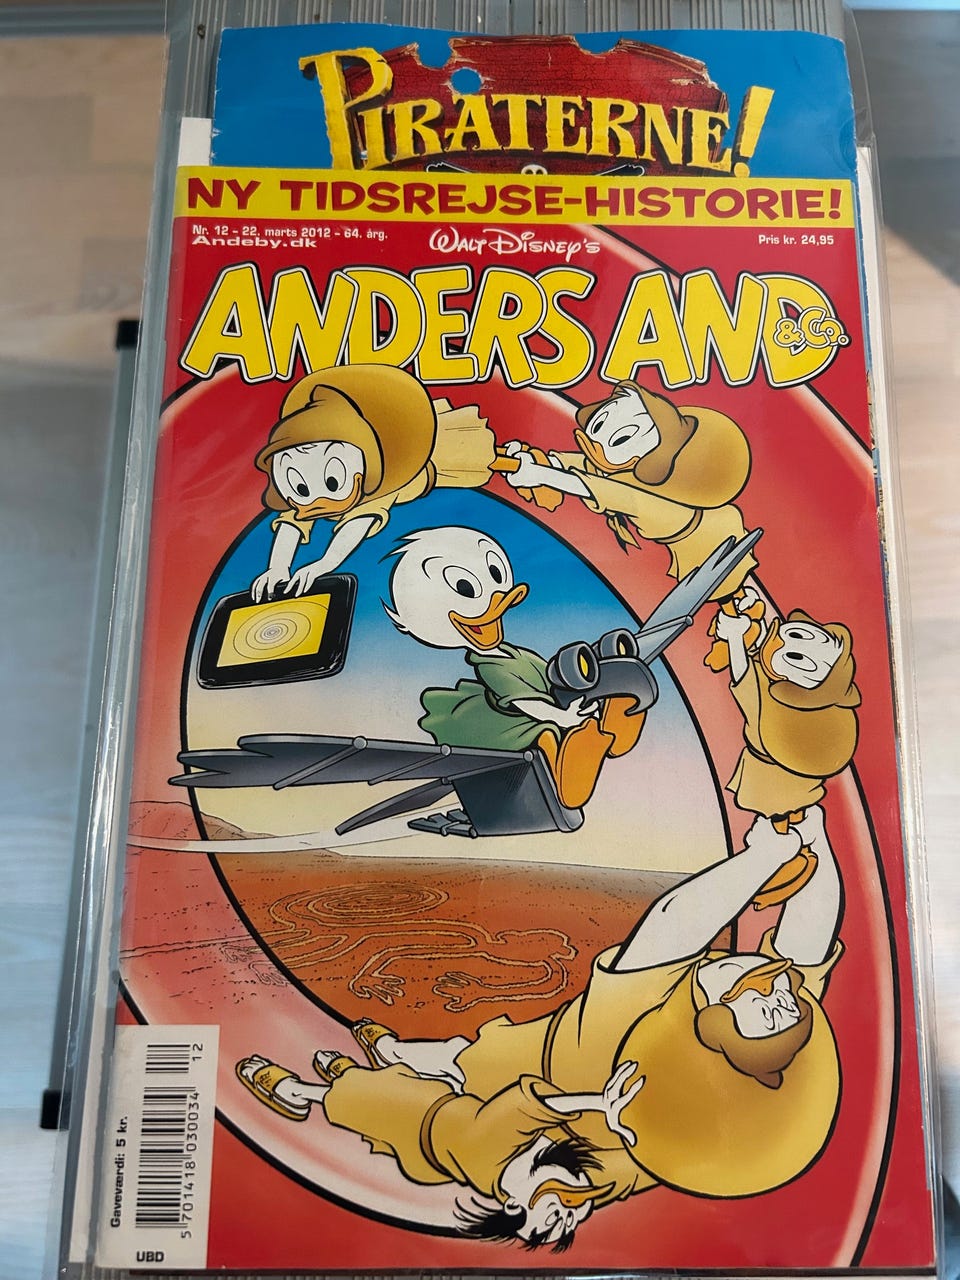 PIRATERNE!
NY TIDSREJSE-HISTORIE!
Nr. 12 - 22. marts 2012 - 64. årg.
Andeby.dk
WALT DISNEY'S
Pris kr. 24,95
ANDERS AND
& Co.
Gaveværdi: 5 kr.
5 701418 030034
12
UBD